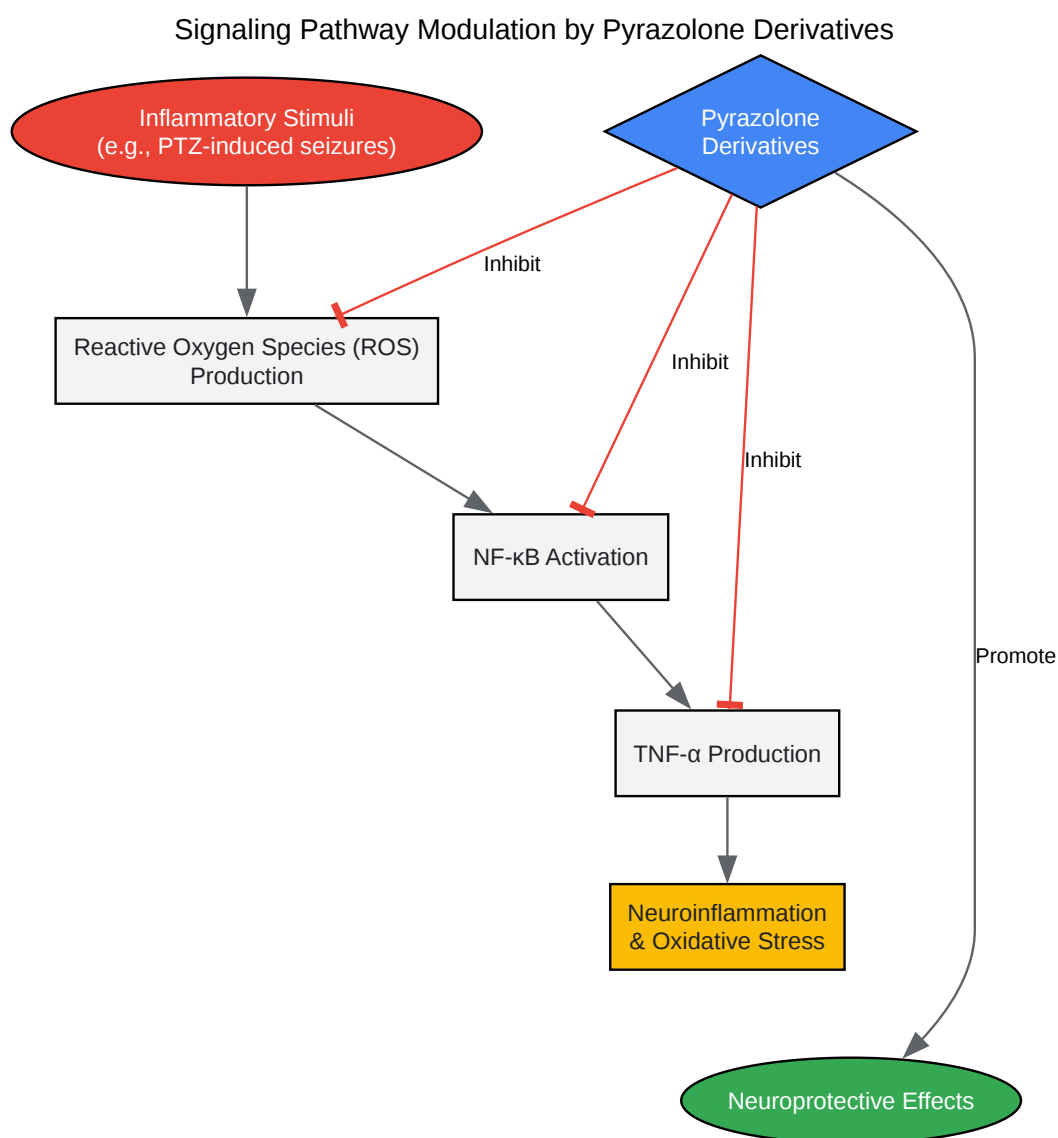 Signaling Pathway Modulation by Pyrazolone Derivatives
Inflammatory Stimuli
(e.g., PTZ-induced seizures)
Pyrazolone
Derivatives
Inhibit
Reactive Oxygen Species (ROS)
Production
Inhibit
Inhibit
NF-κB Activation
Promote
TNF-α Production
Neuroinflammation
& Oxidative Stress
Neuroprotective Effects